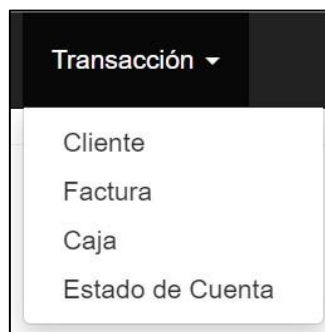 Transacción
Cliente
Factura
Caja
Estado de Cuenta